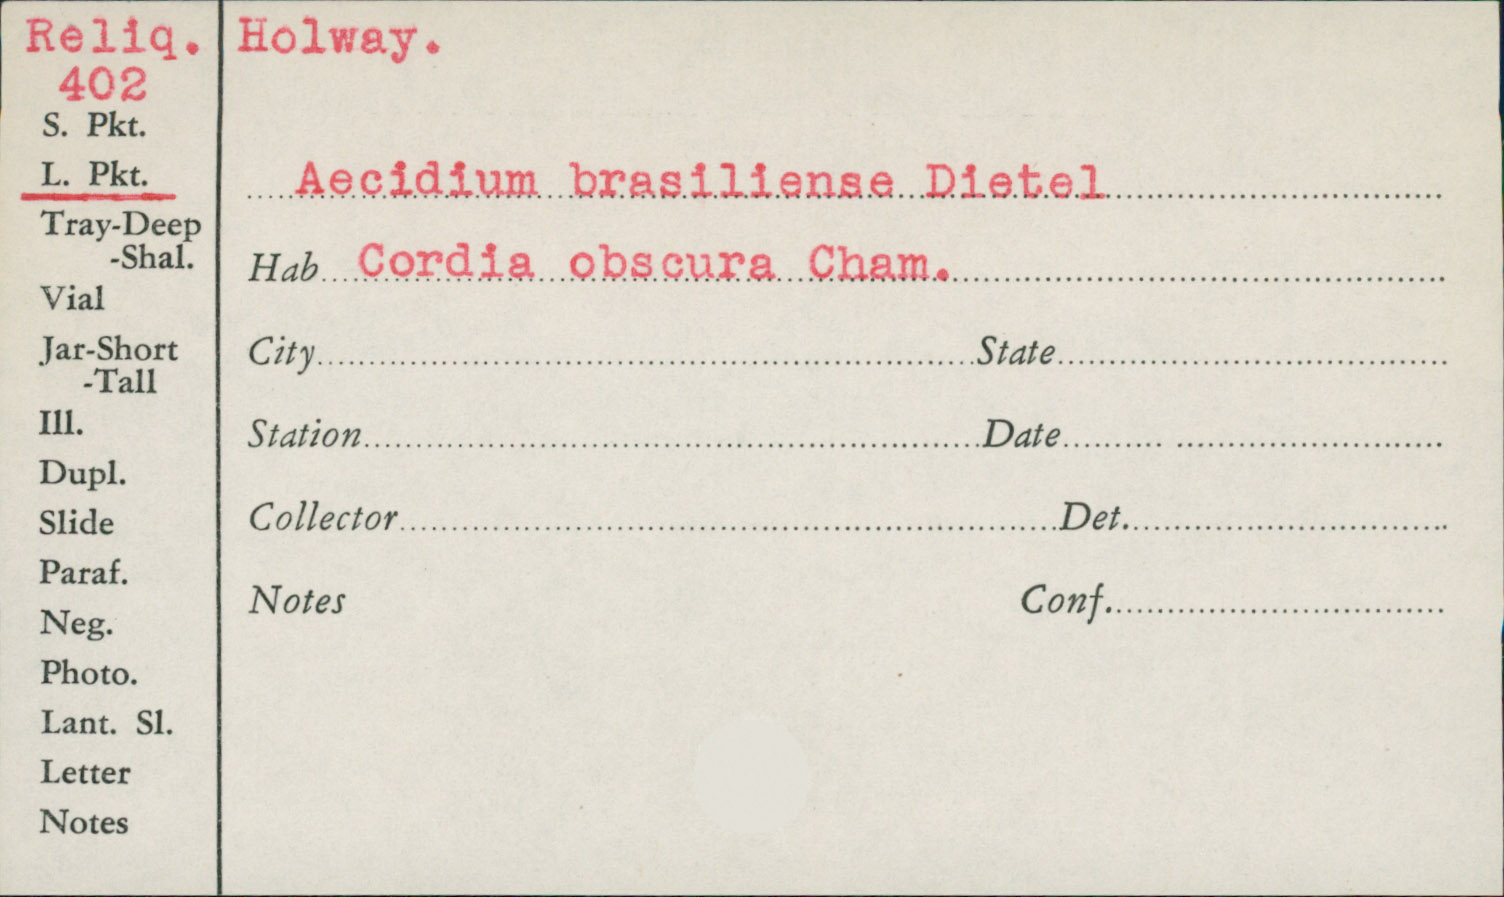 Reliq. Holway.
402
S. Pkt.
L. Pkt.
Tray-Deep
-Shal.
Vial
Jar-Short
-Tall
Ill.
Dupl.
Slide
Paraf.
Neg.
Photo.
Lant. Sl.
Letter
Notes
Aecidium brasiliense Dietel
Hab Cordia obscura Cham.
City State
Station Date
Collector Det.
Notes Conf.